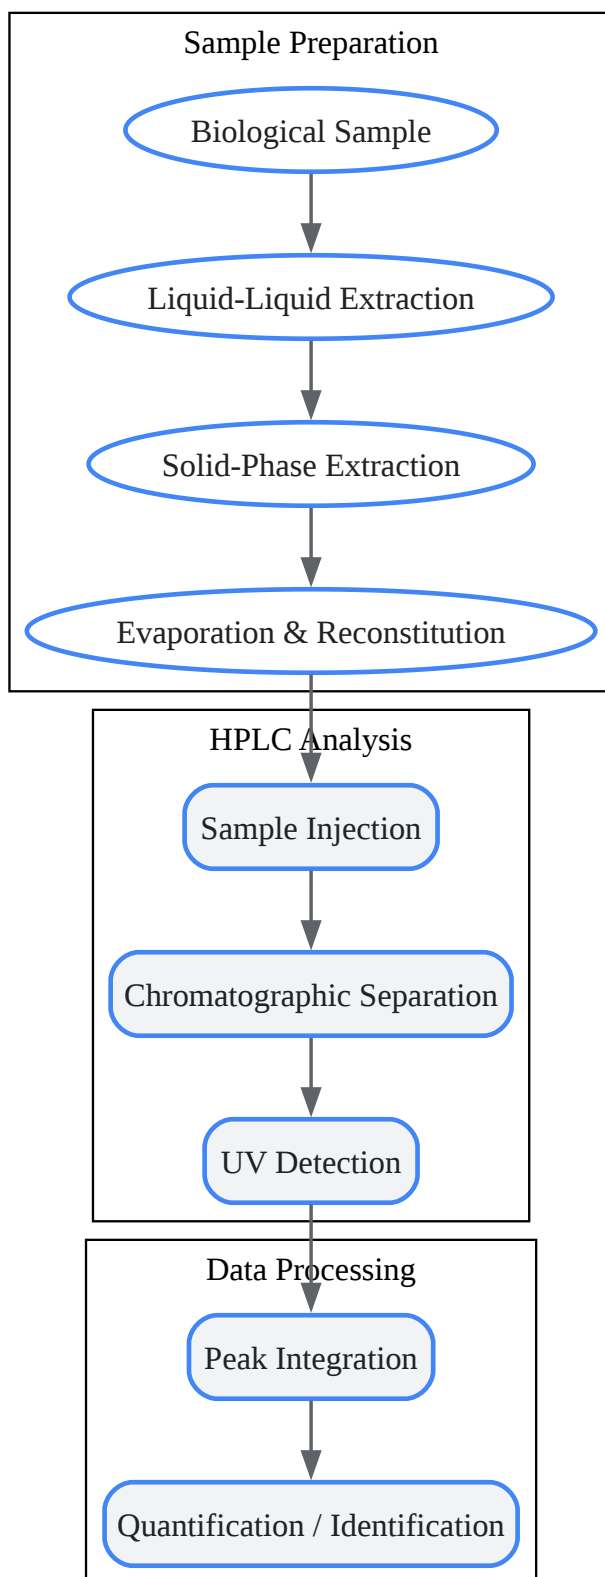 Sample Preparation
Biological Sample
Liquid-Liquid Extraction
Solid-Phase Extraction
Evaporation & Reconstitution
HPLC Analysis
Sample Injection
Chromatographic Separation
UV Detection
Data Processing
Peak Integration
Quantification / Identification